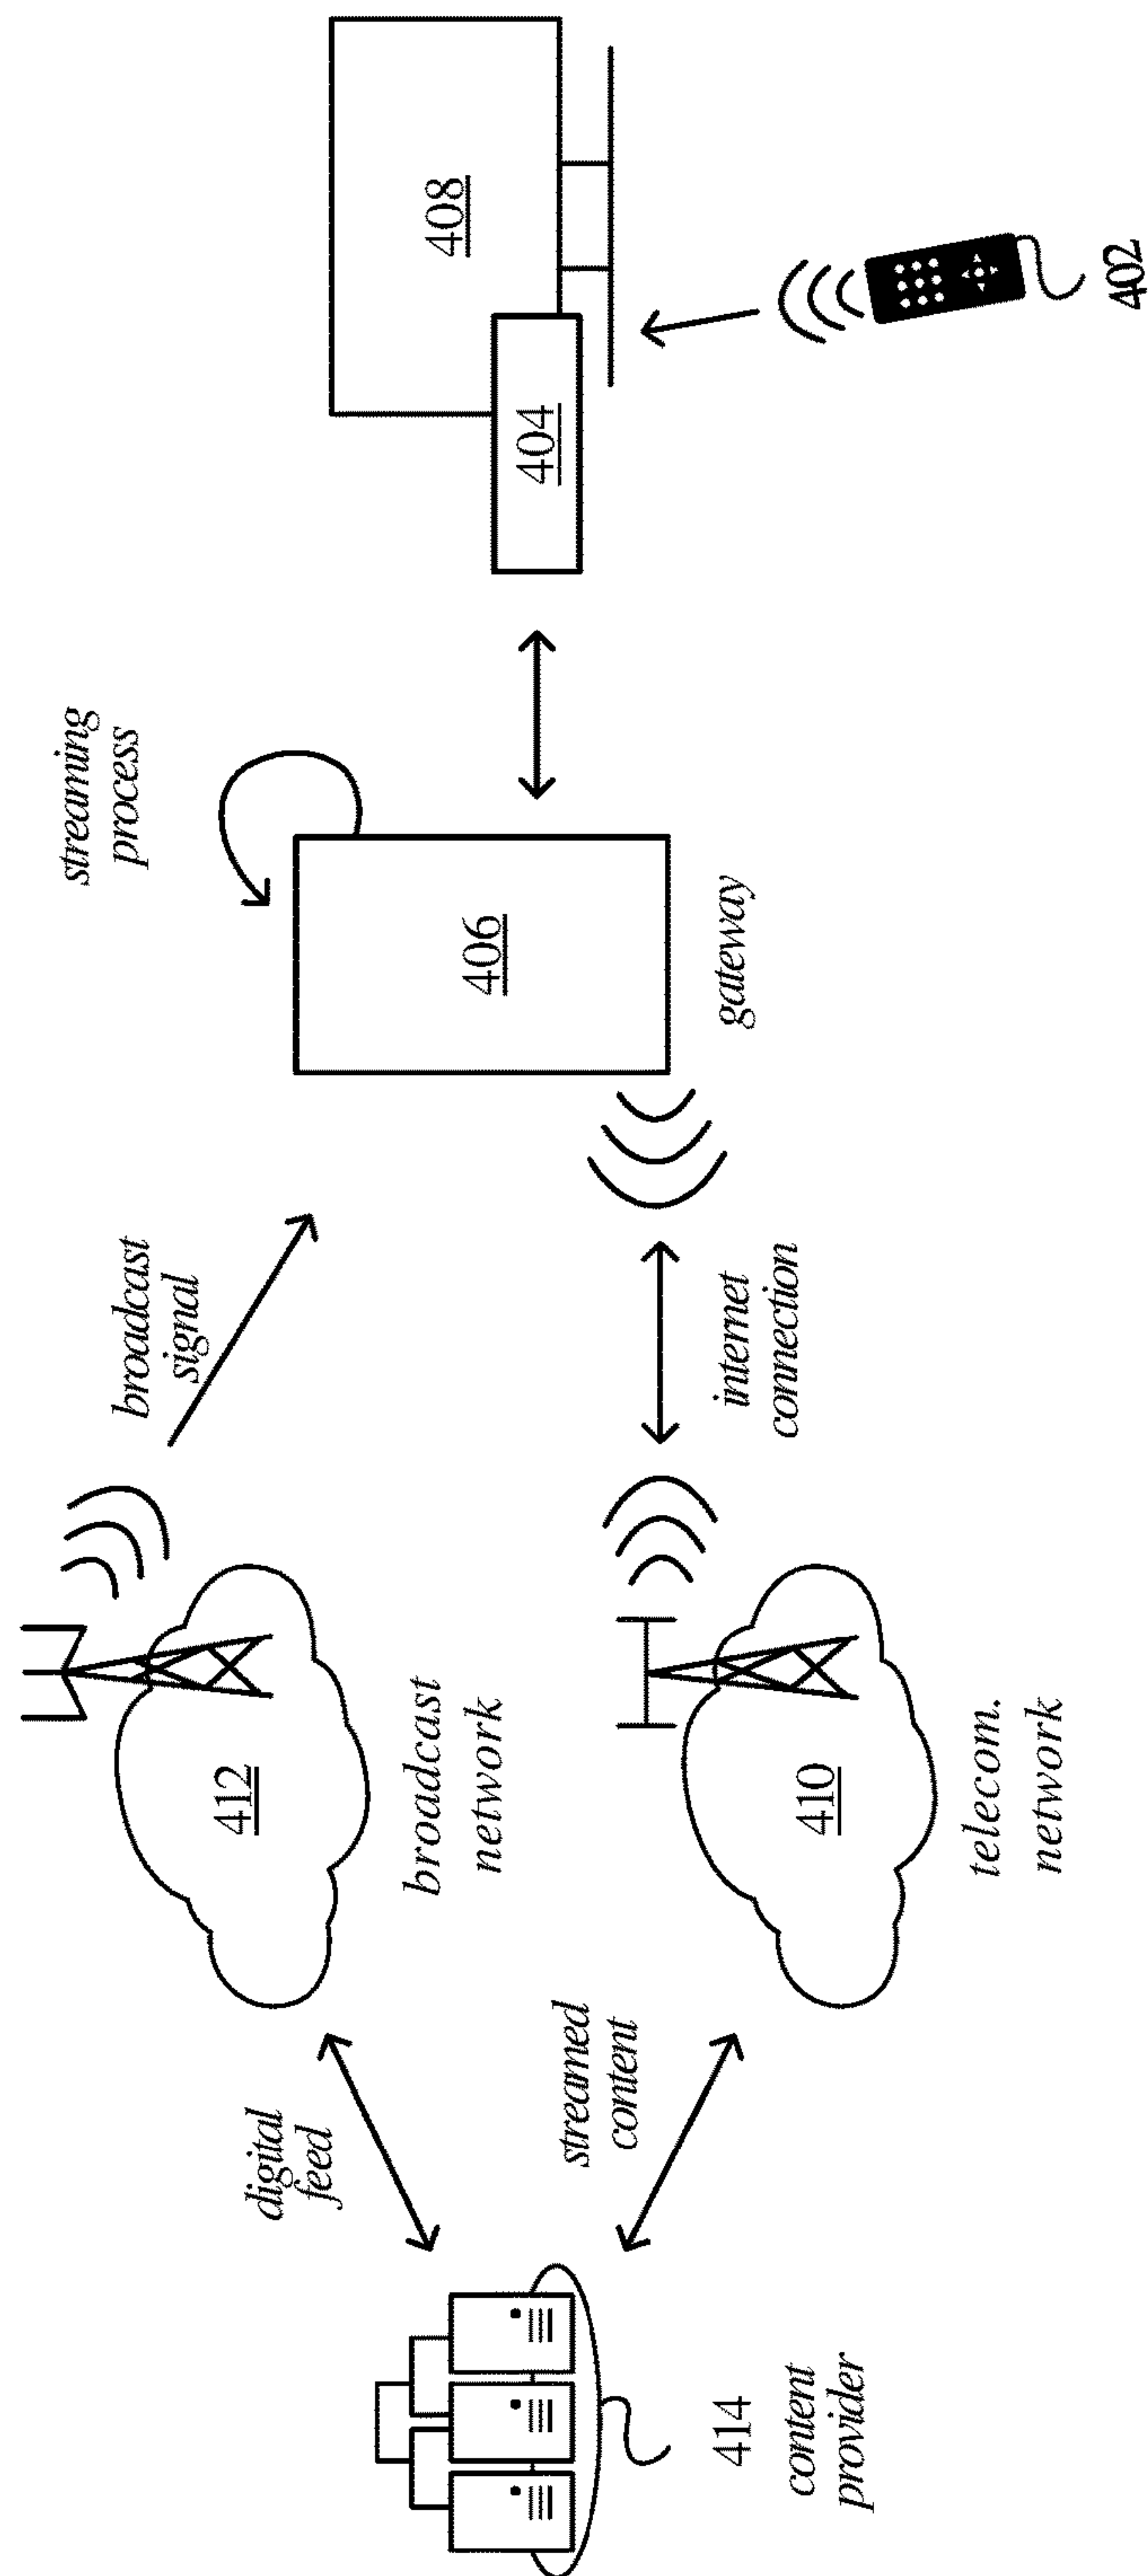 digital
feed
streamed
content
414
content
provider
412
broadcast
network
410
telecom.
network
broadcast
signal
internet
connection
streaming
process
406
gateway
404
408
402